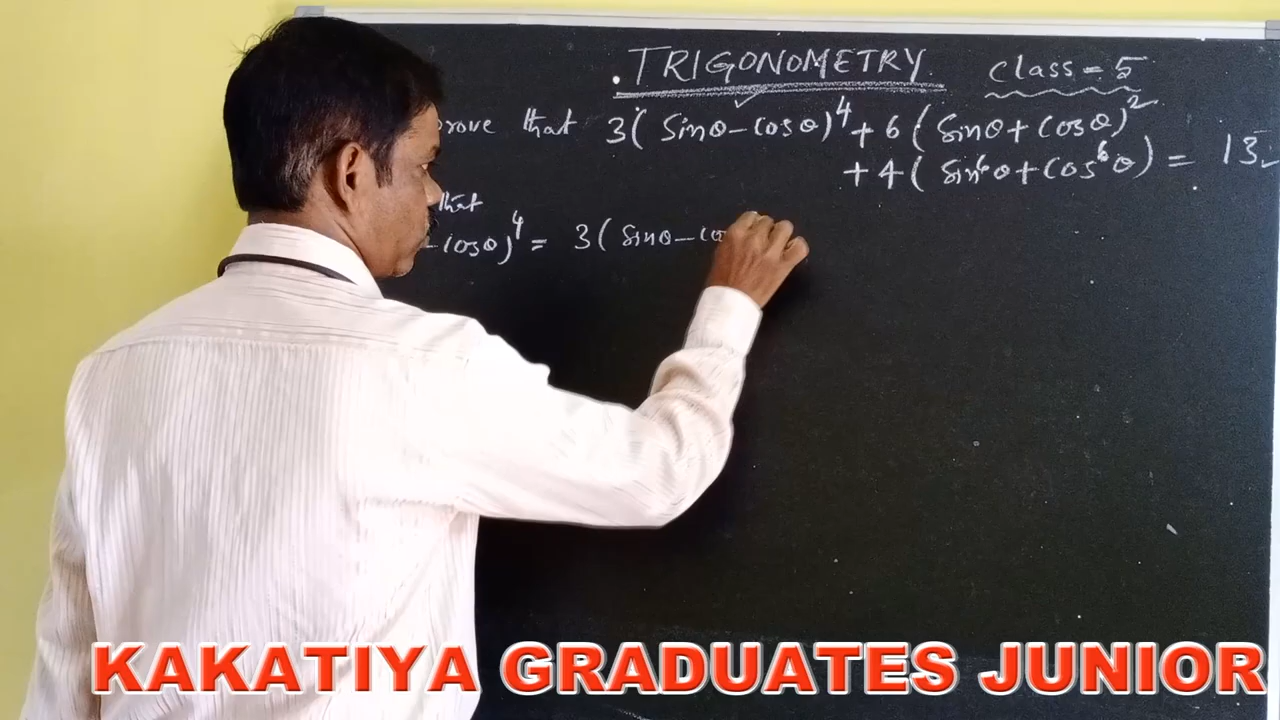 TRIGONOMETRY. class = 5
prove that 3(sinθ-cosθ)⁴+6(sinθ+cosθ)²
+4(sin⁶θ+cos⁶θ) = 13
that
-cosθ)⁴ = 3(sinθ-co
KAKATIYA GRADUATES JUNIOR